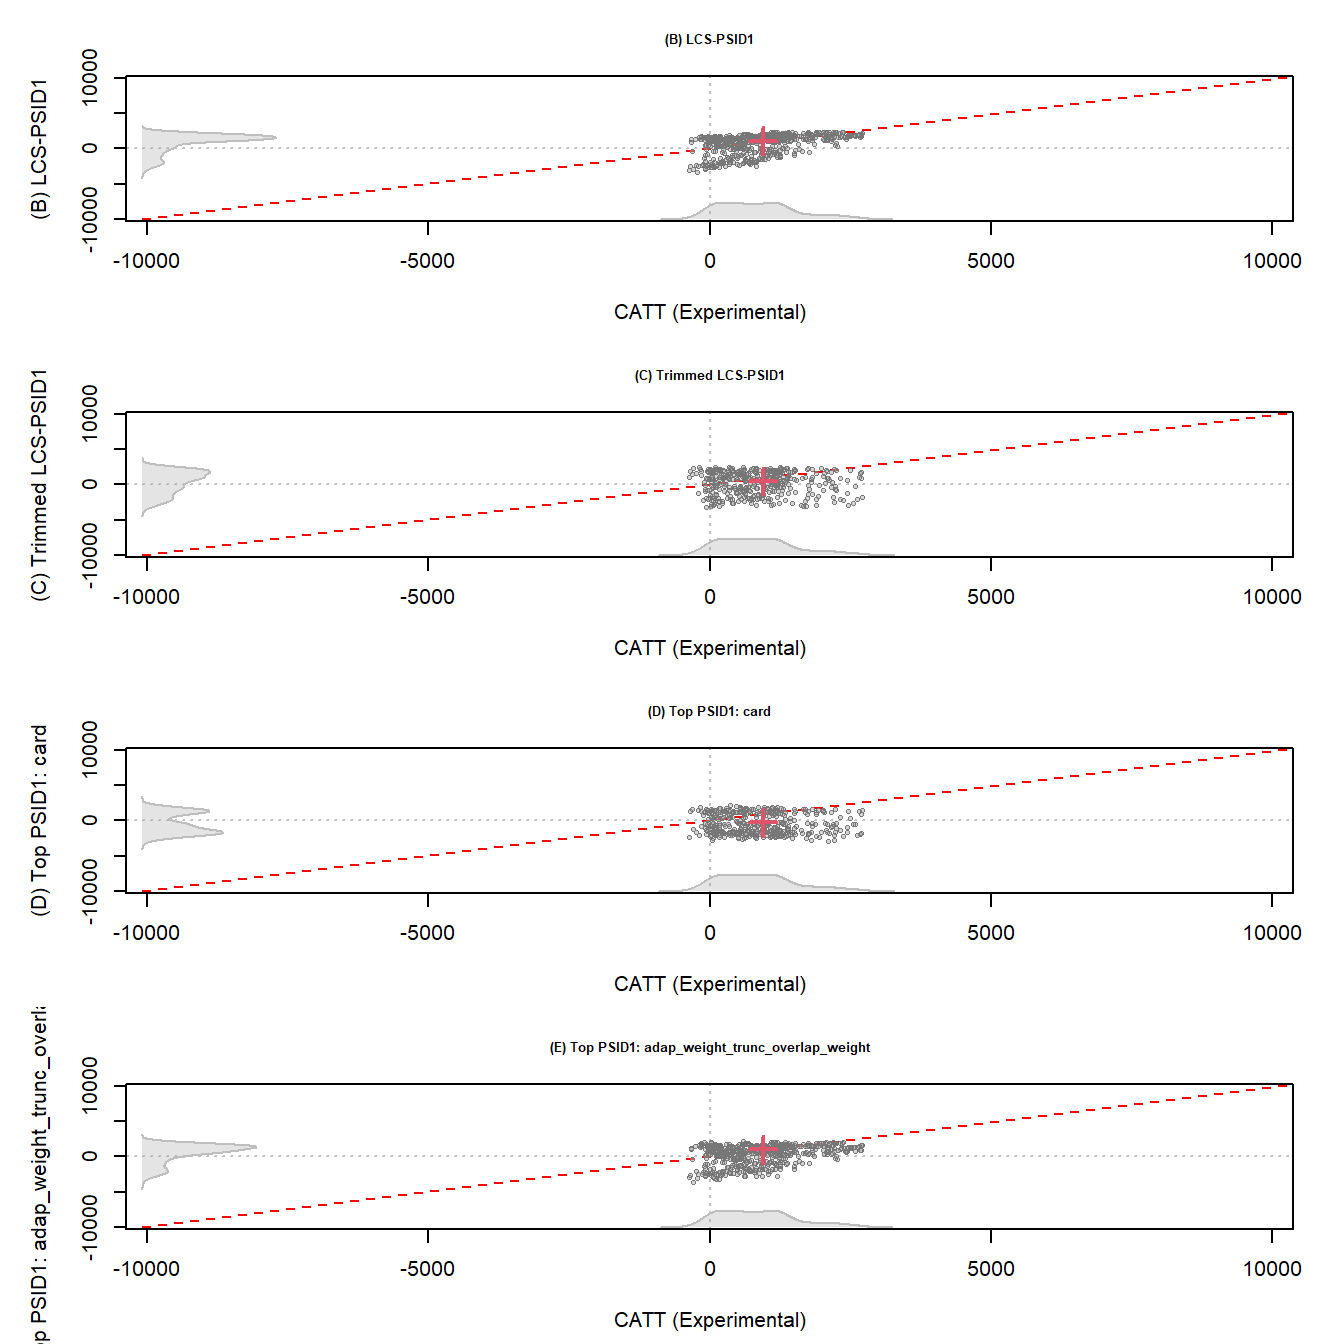 (B) LCS-PSID1
(B) LCS-PSID1
10000
0
-10000
-10000 -5000 0 5000 10000
CATT (Experimental)
(C) Trimmed LCS-PSID1
(C) Trimmed LCS-PSID1
10000
0
-10000
-10000 -5000 0 5000 10000
CATT (Experimental)
(D) Top PSID1: card
(D) Top PSID1: card
10000
0
-10000
-10000 -5000 0 5000 10000
CATT (Experimental)
(E) Top PSID1: adap_weight_trunc_overlap_weight
op PSID1: adap_weight_trunc_overl
10000
0
-10000
-10000 -5000 0 5000 10000
CATT (Experimental)